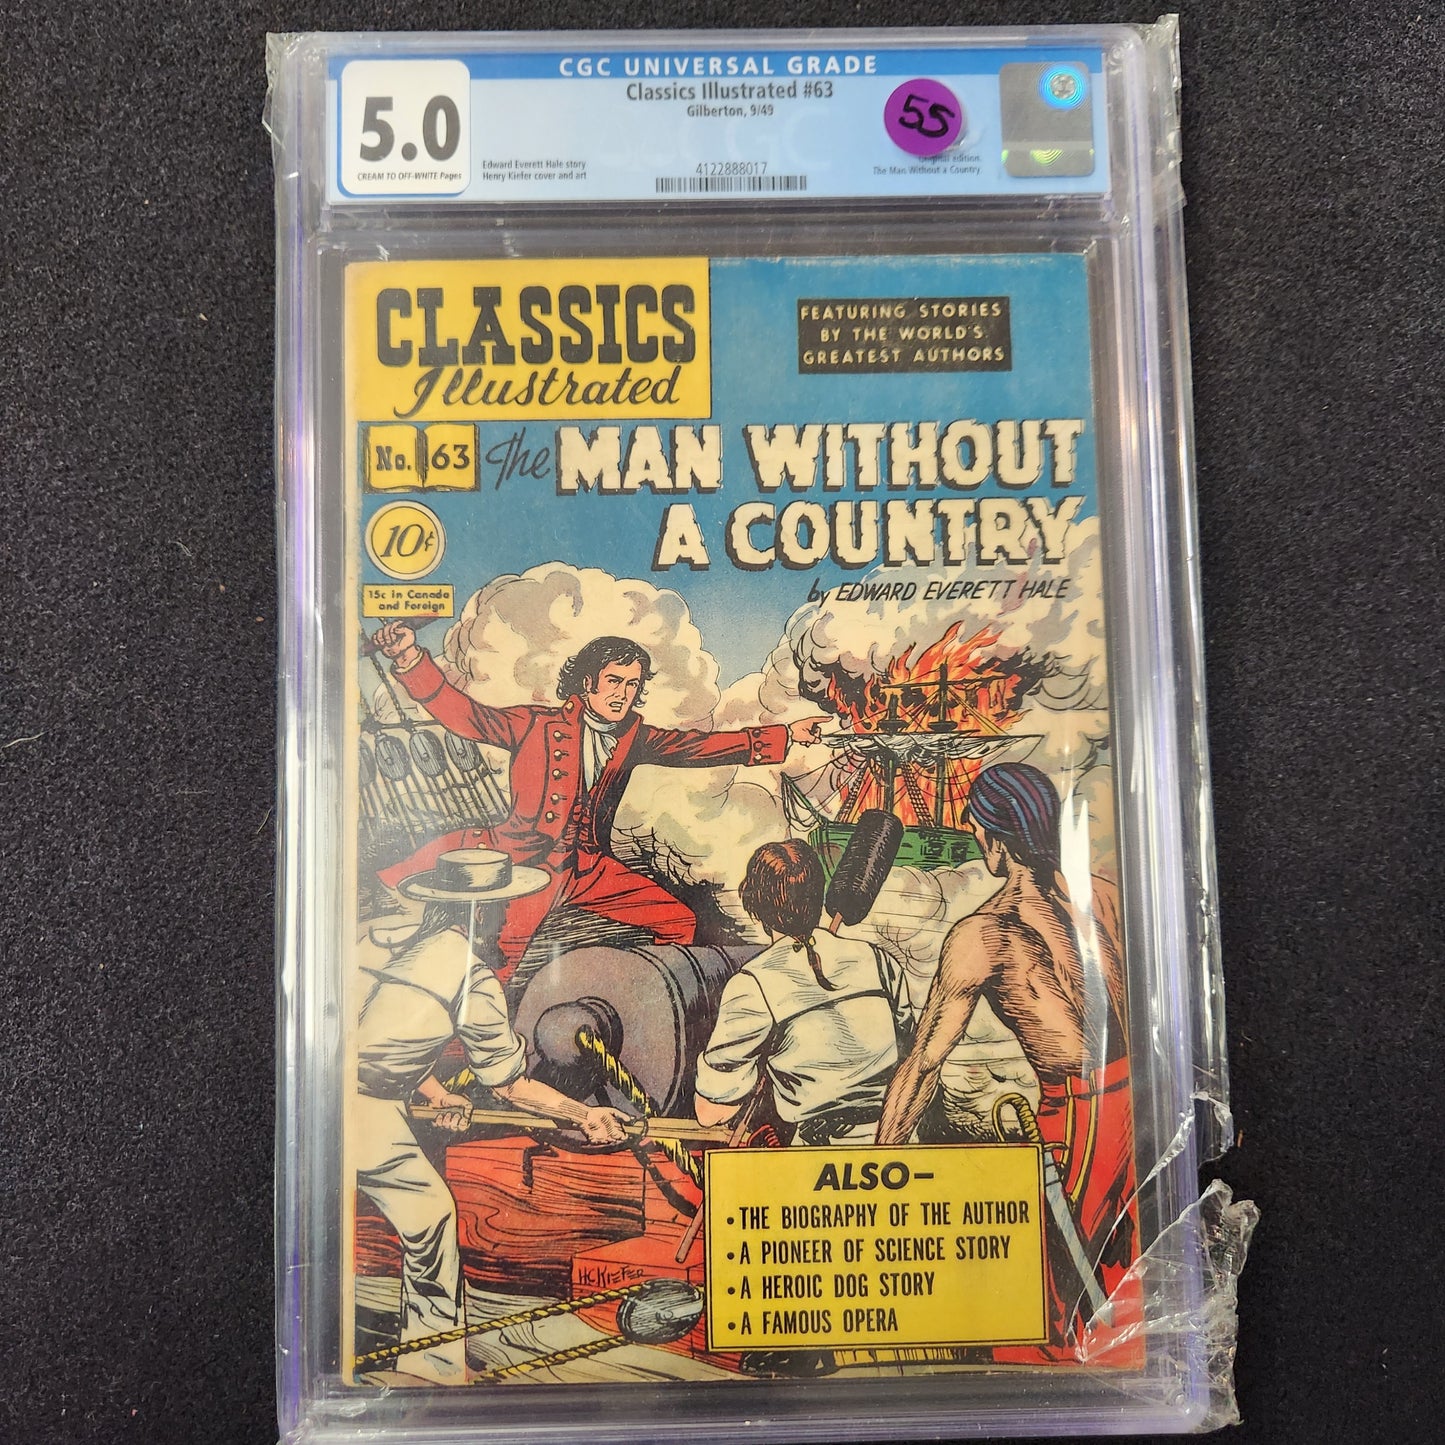 CGC UNIVERSAL GRADE
5.0
CREAM TO OFF-WHITE Pages
Classics Illustrated #63
Gilberton, 9/49
Edward Everett Hale story
Henry Kiefer cover and art
4122888017
55
Original edition.
The Man Without a Country.
CLASSICS
Illustrated
FEATURING STORIES
BY THE WORLD'S
GREATEST AUTHORS
No. 63
The MAN WITHOUT
A COUNTRY
by EDWARD EVERETT HALE
10¢
15c in Canada
and Foreign
ALSO—
• THE BIOGRAPHY OF THE AUTHOR
• A PIONEER OF SCIENCE STORY
• A HEROIC DOG STORY
• A FAMOUS OPERA
HC KIEFER